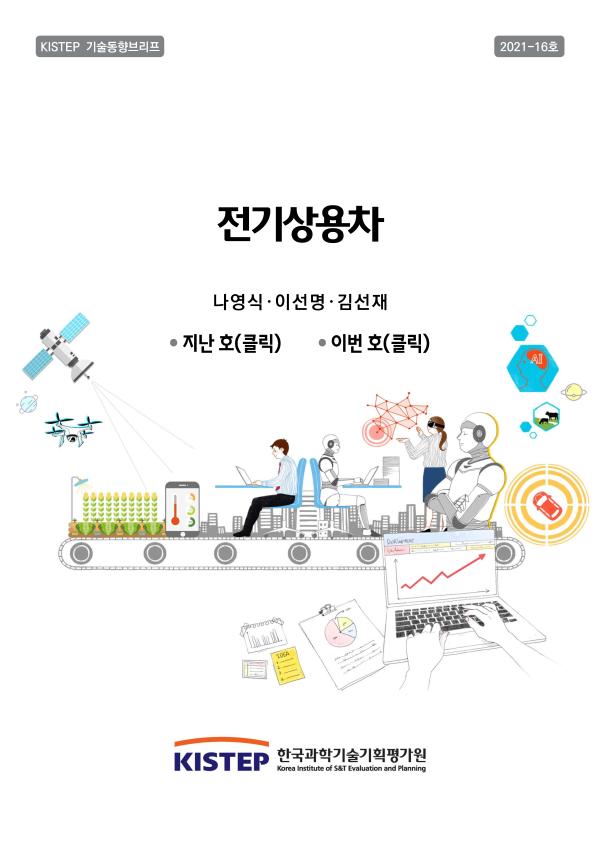 KISTEP 기술동향브리프
2021-16호
전기상용차
나영식·이선명·김선재
● 지난 호(클릭)
● 이번 호(클릭)
AI
IDEA
KISTEP 한국과학기술기획평가원
Korea Institute of S&T Evaluation and Planning